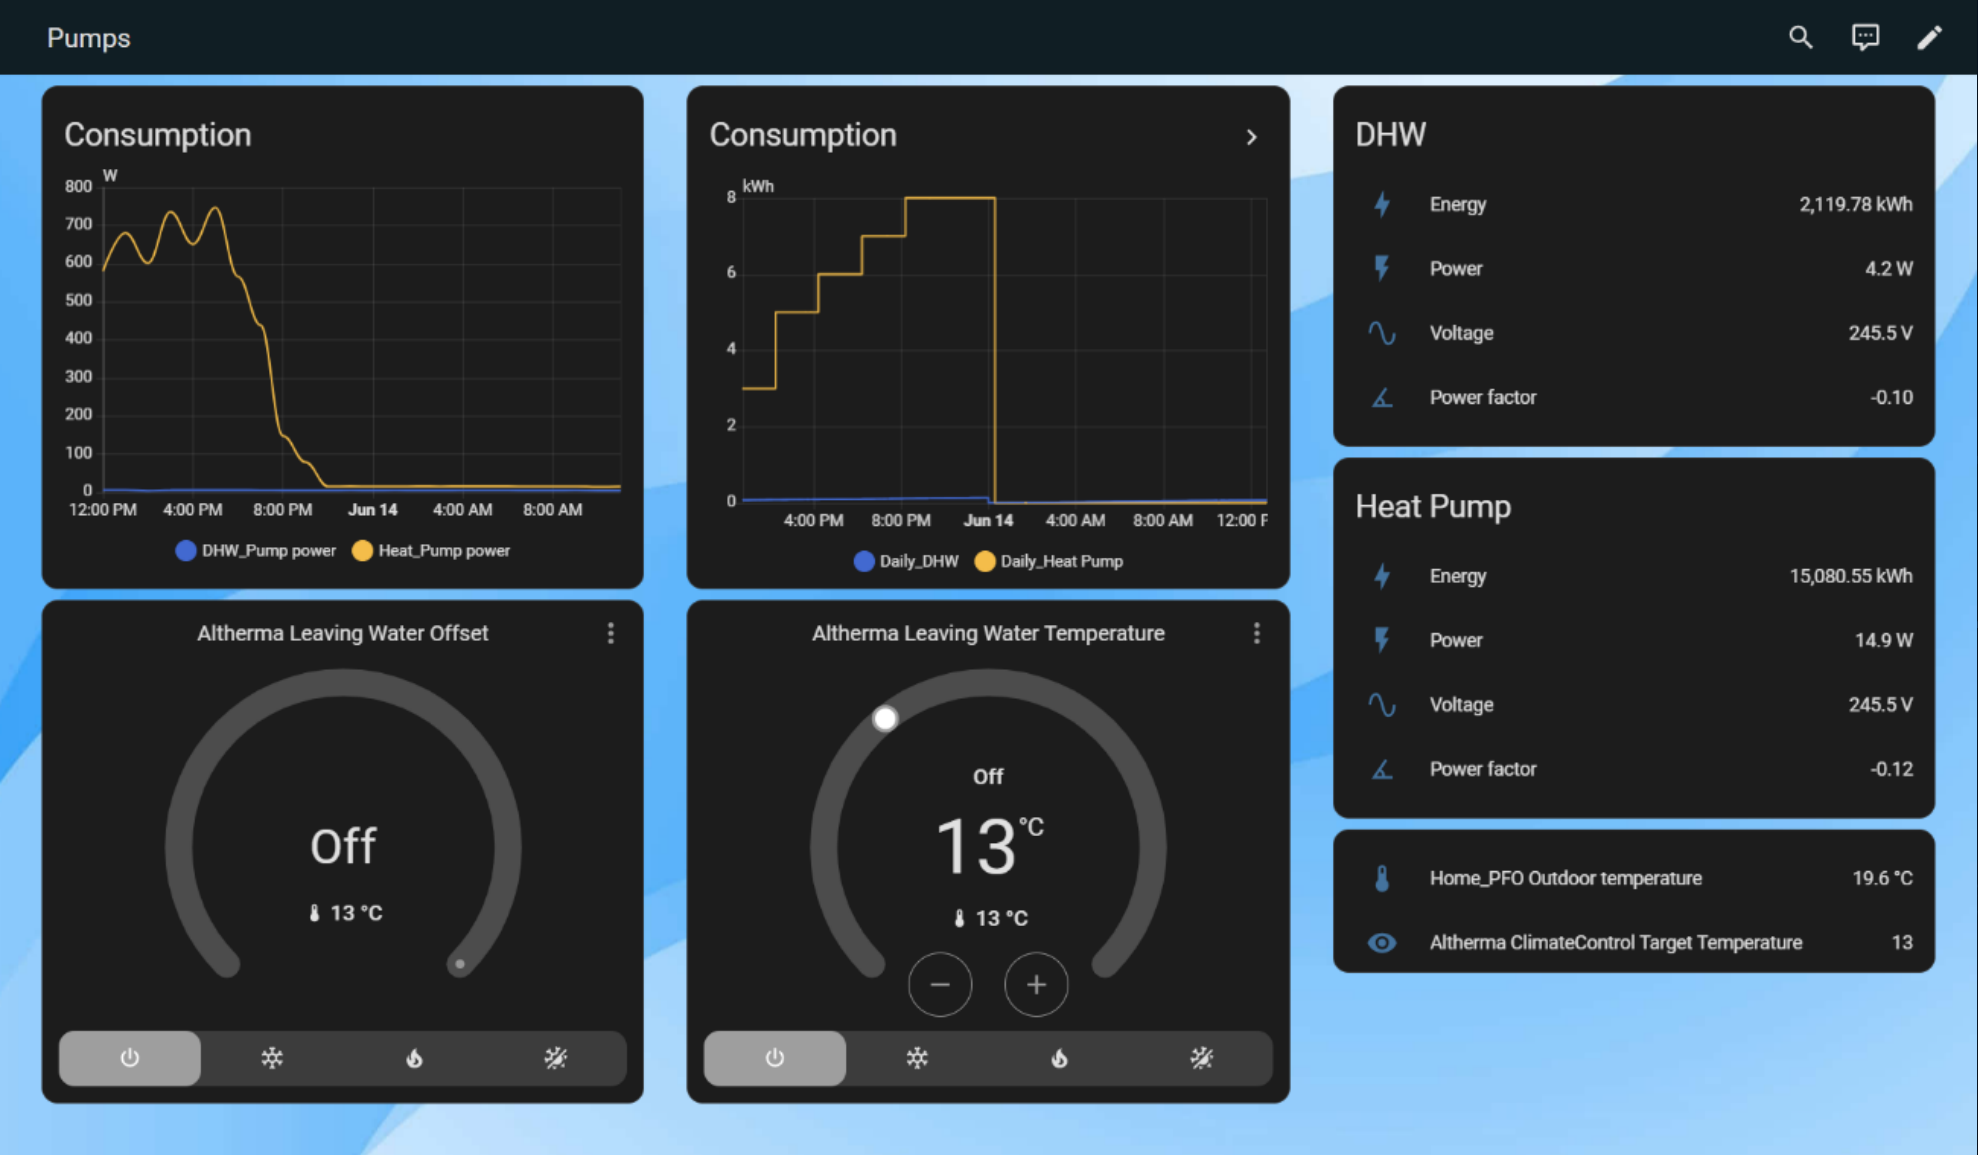 Pumps
Consumption
W
800
700
600
500
400
300
200
100
0
12:00 PM 4:00 PM 8:00 PM Jun 14 4:00 AM 8:00 AM
DHW_Pump power Heat_Pump power
Consumption
kWh
8
6
4
2
0
4:00 PM 8:00 PM Jun 14 4:00 AM 8:00 AM 12:00 P
Daily_DHW Daily_Heat Pump
DHW
Energy 2,119.78 kWh
Power 4.2 W
Voltage 245.5 V
Power factor -0.10
Heat Pump
Energy 15,080.55 kWh
Power 14.9 W
Voltage 245.5 V
Power factor -0.12
Home_PFO Outdoor temperature 19.6 °C
Altherma ClimateControl Target Temperature 13
Altherma Leaving Water Offset
Off
13 °C
Altherma Leaving Water Temperature
Off
13 °C
13 °C